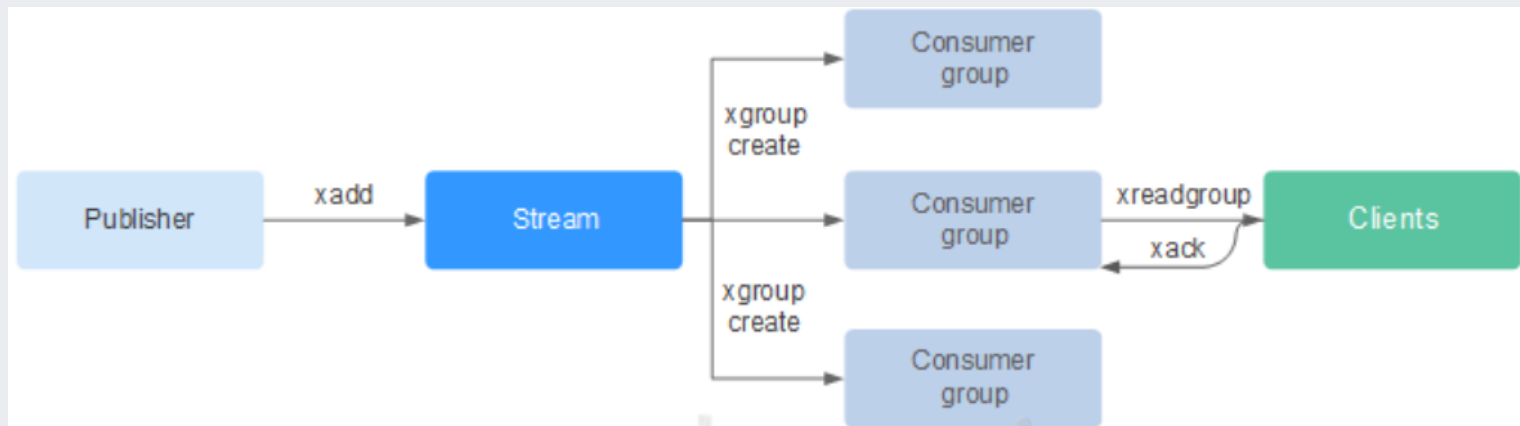 Consumer
group
xgroup
create
Publisher
xadd
Stream
Consumer
group
xreadgroup
xack
Clients
xgroup
create
Consumer
group